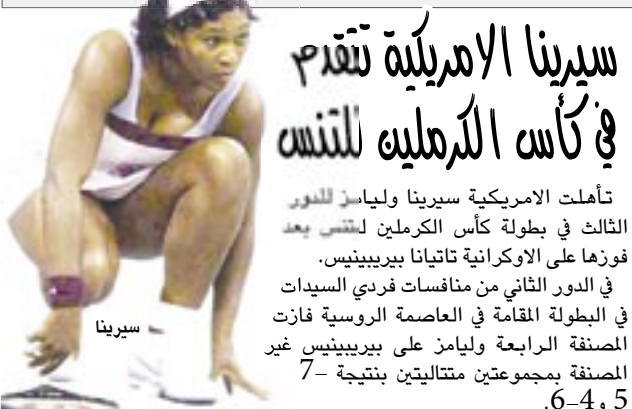 سيرينا الامريكية تتقدم
في كأس الكرملين للتنس
تأهلت الامريكية سيرينا وليامز للدور
الثالث في بطولة كأس الكرملين للتنس بعد
فوزها على الاوكرانية تاتيانا بيريبينيس.
في الدور الثاني من منافسات فردي السيدات
في البطولة المقامة في العاصمة الروسية فازت
المصنفة الرابعة وليامز على بيريبينيس غير
المصنفة بمجموعتين متتاليتين بنتيجة 7-
5 و4-6.
سيرينا